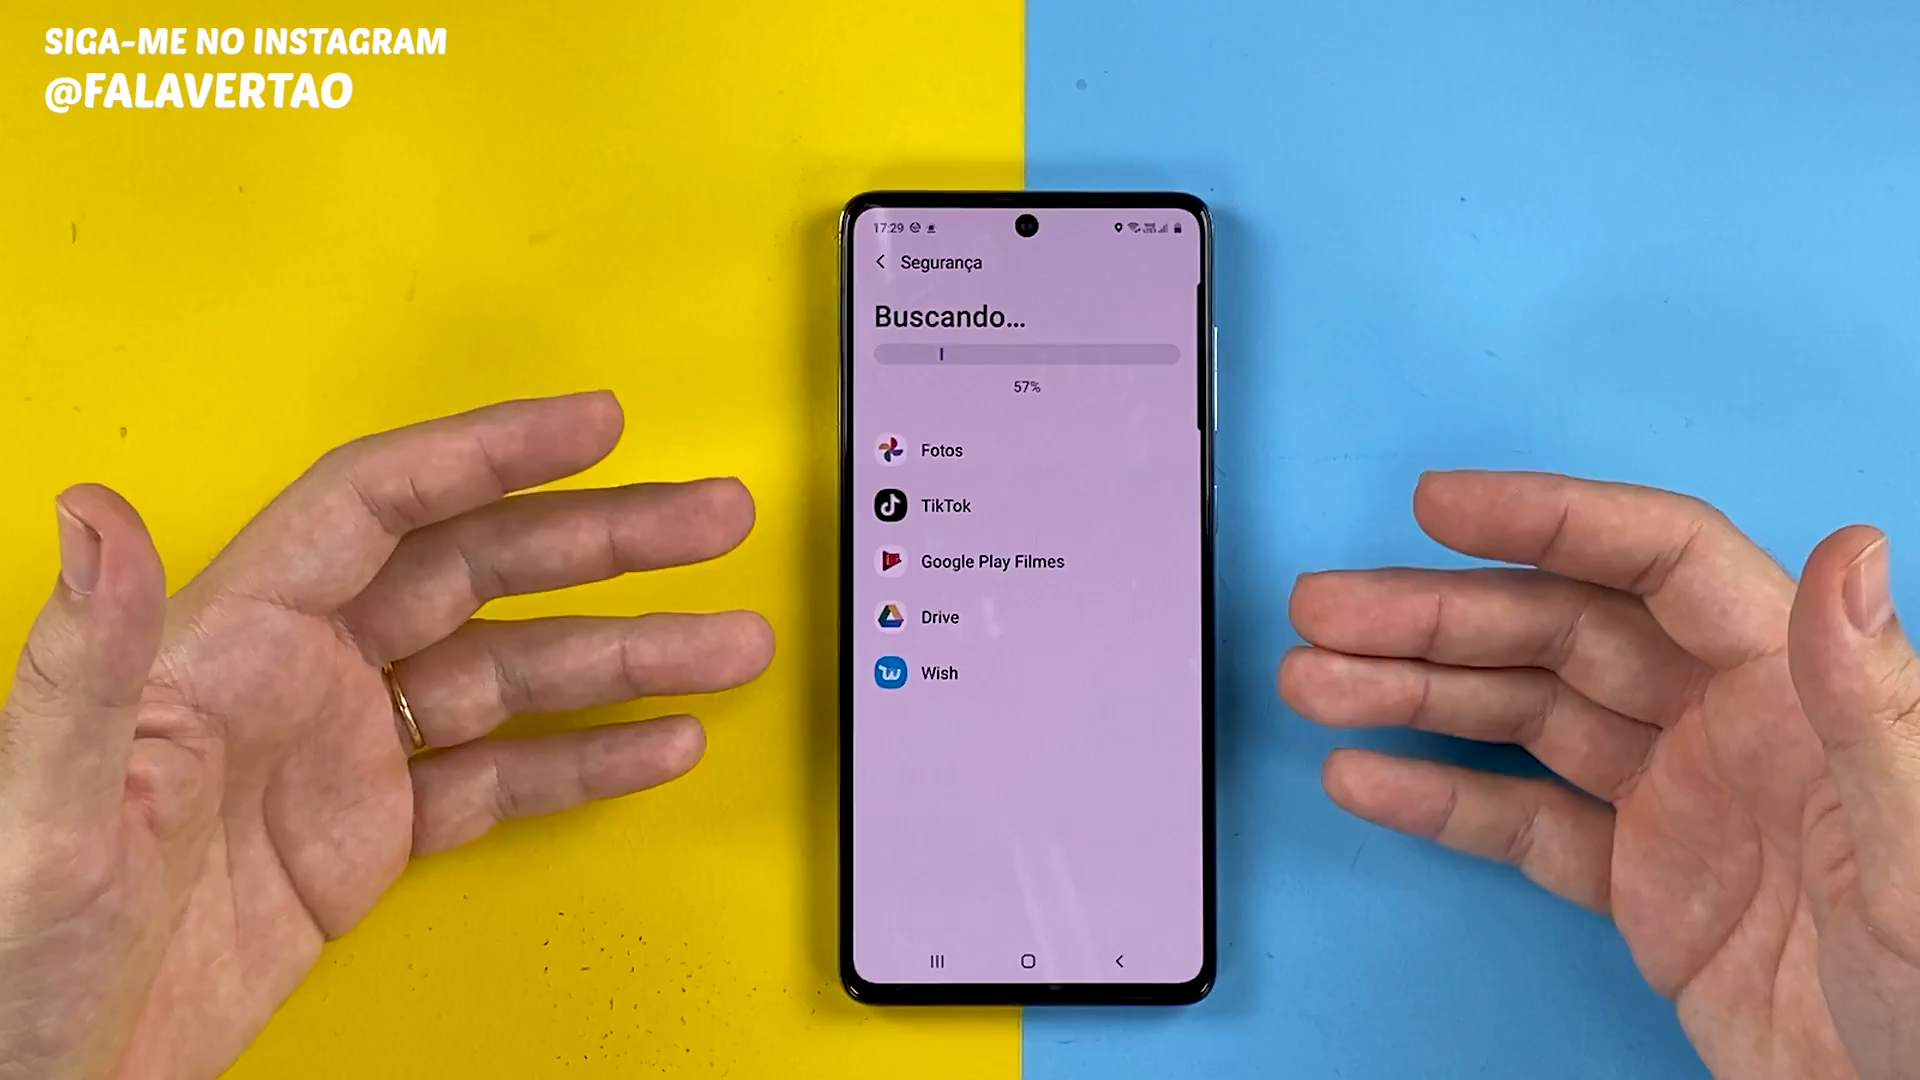 SIGA-ME NO INSTAGRAM
@FALAVERTAO
17:29
Segurança
Buscando...
57%
Fotos
TikTok
Google Play Filmes
Drive
Wish